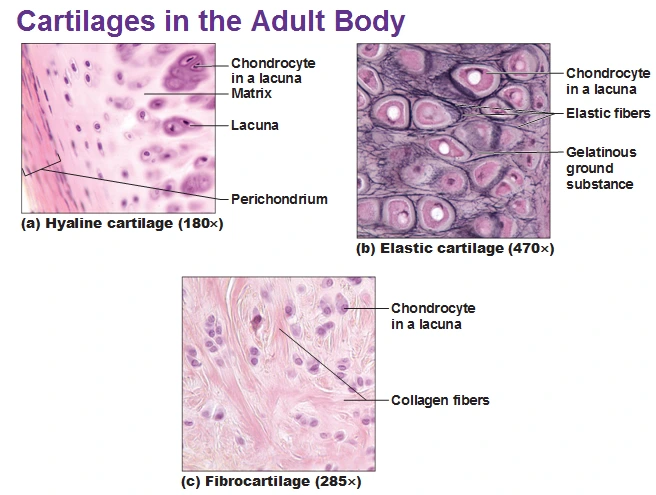 Cartilages in the Adult Body
Chondrocyte
in a lacuna
Matrix
Lacuna
Perichondrium
(a) Hyaline cartilage (180×)
Chondrocyte
in a lacuna
Elastic fibers
Gelatinous
ground
substance
(b) Elastic cartilage (470×)
Chondrocyte
in a lacuna
Collagen fibers
(c) Fibrocartilage (285×)